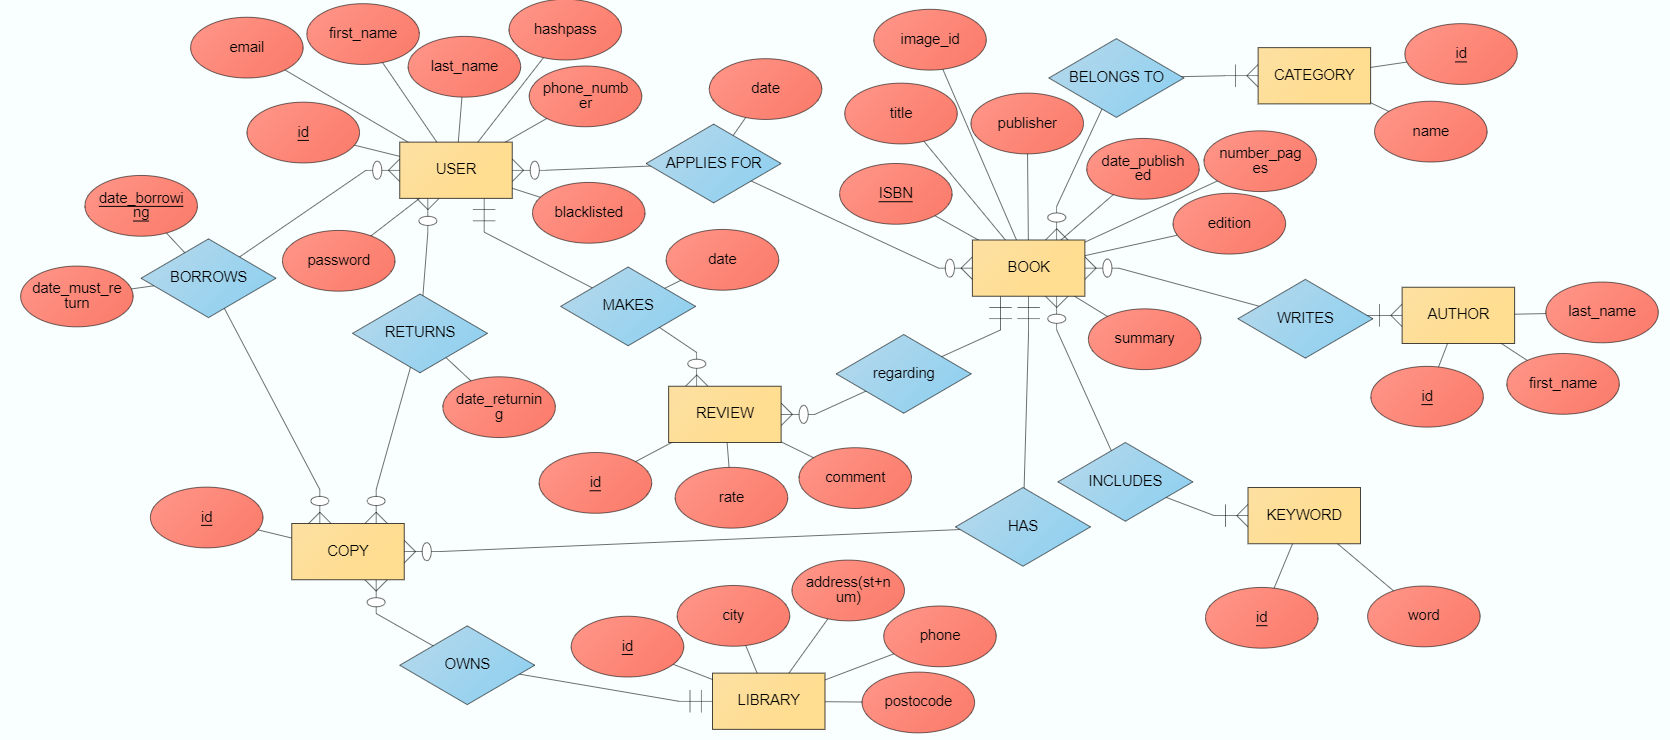 hashpass
first_name
email
last_name
phone_numb
er
id
USER
date
APPLIES FOR
image_id
title
publisher
BELONGS TO
CATEGORY
id
name
date_publish
ed
number_pag
es
ISBN
edition
date_borrowi
ng
blacklisted
password
BORROWS
date_must_re
turn
date
MAKES
RETURNS
BOOK
WRITES
AUTHOR
last_name
first_name
id
summary
regarding
date_returnin
g
REVIEW
id
rate
comment
INCLUDES
KEYWORD
id
word
HAS
id
COPY
OWNS
id
city
address(st+n
um)
phone
postocode
LIBRARY